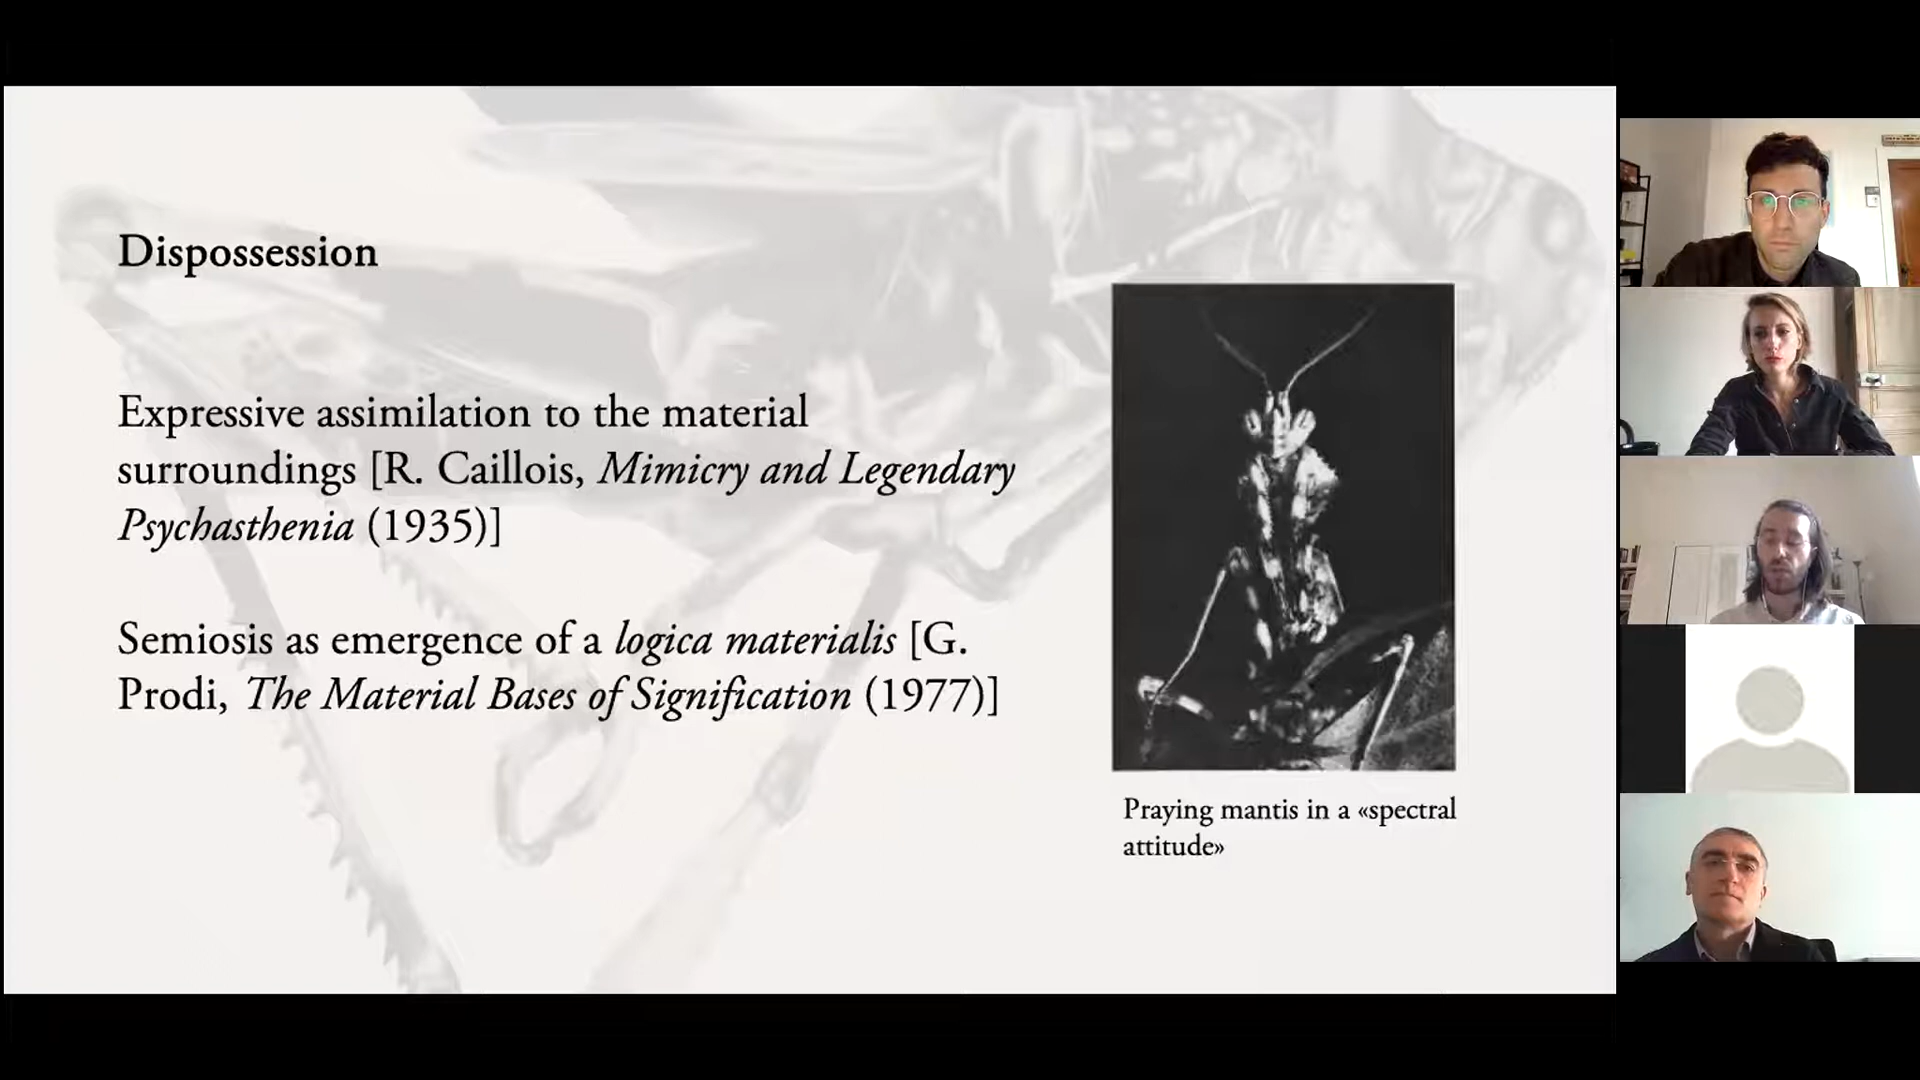 Dispossession
Expressive assimilation to the material
surroundings [R. Caillois, Mimicry and Legendary
Psychasthenia (1935)]
Semiosis as emergence of a logica materialis [G.
Prodi, The Material Bases of Signification (1977)]
Praying mantis in a «spectral
attitude»